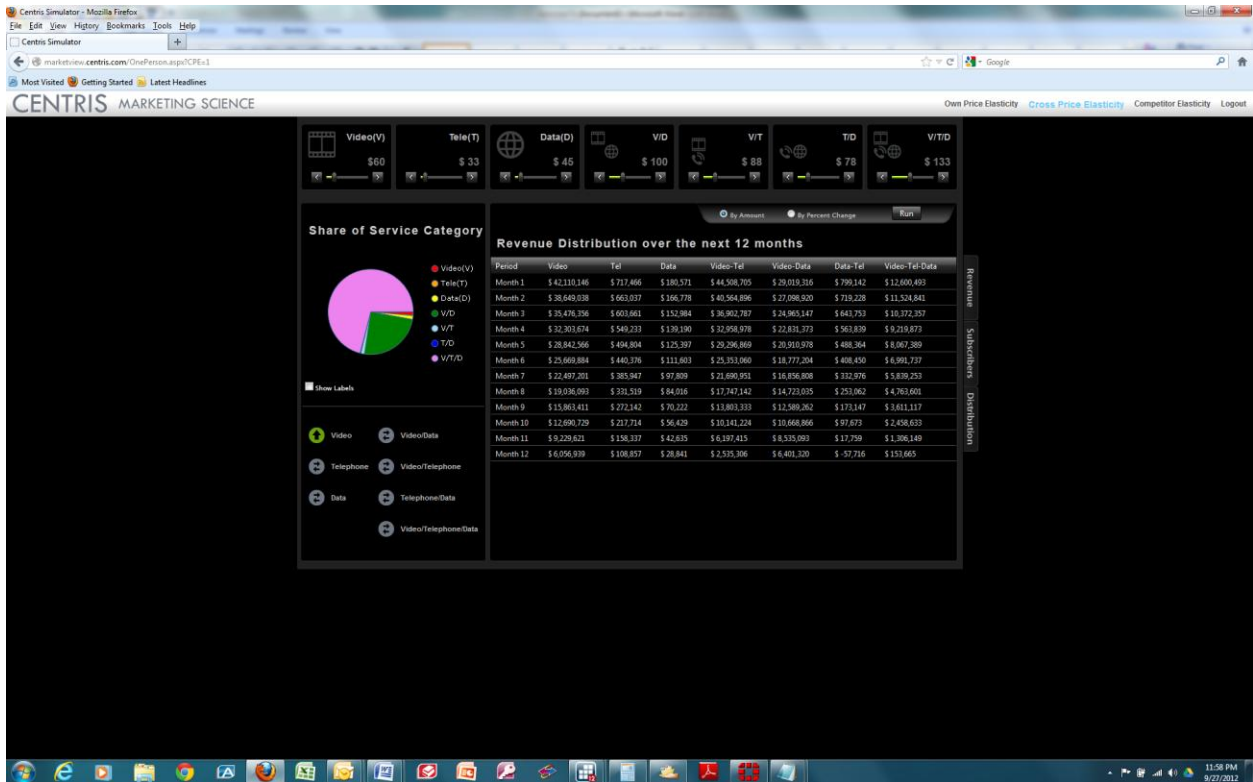 Centris Simulator - Mozilla Firefox
File Edit View History Bookmarks Tools Help
Centris Simulator +
marketview.centris.com/OnePerson.aspx?CPE=1 Google
Most Visited Getting Started Latest Headlines
CENTRIS MARKETING SCIENCE
Own Price Elasticity Cross Price Elasticity Competitor Elasticity Logout
Video(V) Tele(T) Data(D) V/D V/T T/D V/T/D
$60 $ 33 $ 45 $ 100 $ 88 $ 78 $ 133
By Amount By Percent Change Run
Share of Service Category
Video(V)
Tele(T)
Data(D)
V/D
V/T
T/D
V/T/D
Show Labels
Video Video/Data
Telephone Video/Telephone
Data Telephone/Data
Video/Telephone/Data
Revenue Distribution over the next 12 months
Period Video Tel Data Video-Tel Video-Data Data-Tel Video-Tel-Data
Month 1 $ 42,110,146 $ 717,466 $ 180,571 $ 44,508,705 $ 29,019,316 $ 799,142 $ 12,600,493
Month 2 $ 38,649,038 $ 663,037 $ 166,778 $ 40,564,896 $ 27,098,920 $ 719,228 $ 11,524,841
Month 3 $ 35,476,356 $ 603,661 $ 152,984 $ 36,902,787 $ 24,965,147 $ 643,753 $ 10,372,357
Month 4 $ 32,303,674 $ 549,233 $ 139,190 $ 32,958,978 $ 22,831,373 $ 563,839 $ 9,219,873
Month 5 $ 28,842,566 $ 494,804 $ 125,397 $ 29,296,869 $ 20,910,978 $ 488,364 $ 8,067,389
Month 6 $ 25,669,884 $ 440,376 $ 111,603 $ 25,353,060 $ 18,777,204 $ 408,450 $ 6,991,737
Month 7 $ 22,497,201 $ 385,947 $ 97,809 $ 21,690,951 $ 16,856,808 $ 332,976 $ 5,839,253
Month 8 $ 19,036,093 $ 331,519 $ 84,016 $ 17,747,142 $ 14,723,035 $ 253,062 $ 4,763,601
Month 9 $ 15,863,411 $ 272,142 $ 70,222 $ 13,803,333 $ 12,589,262 $ 173,147 $ 3,611,117
Month 10 $ 12,690,729 $ 217,714 $ 56,429 $ 10,141,224 $ 10,668,866 $ 97,673 $ 2,458,633
Month 11 $ 9,229,621 $ 158,337 $ 42,635 $ 6,197,415 $ 8,535,093 $ 17,759 $ 1,306,149
Month 12 $ 6,056,939 $ 108,857 $ 28,841 $ 2,535,306 $ 6,401,320 $ -57,716 $ 153,665
Revenue
Subscribers
Distribution
11:58 PM
9/27/2012